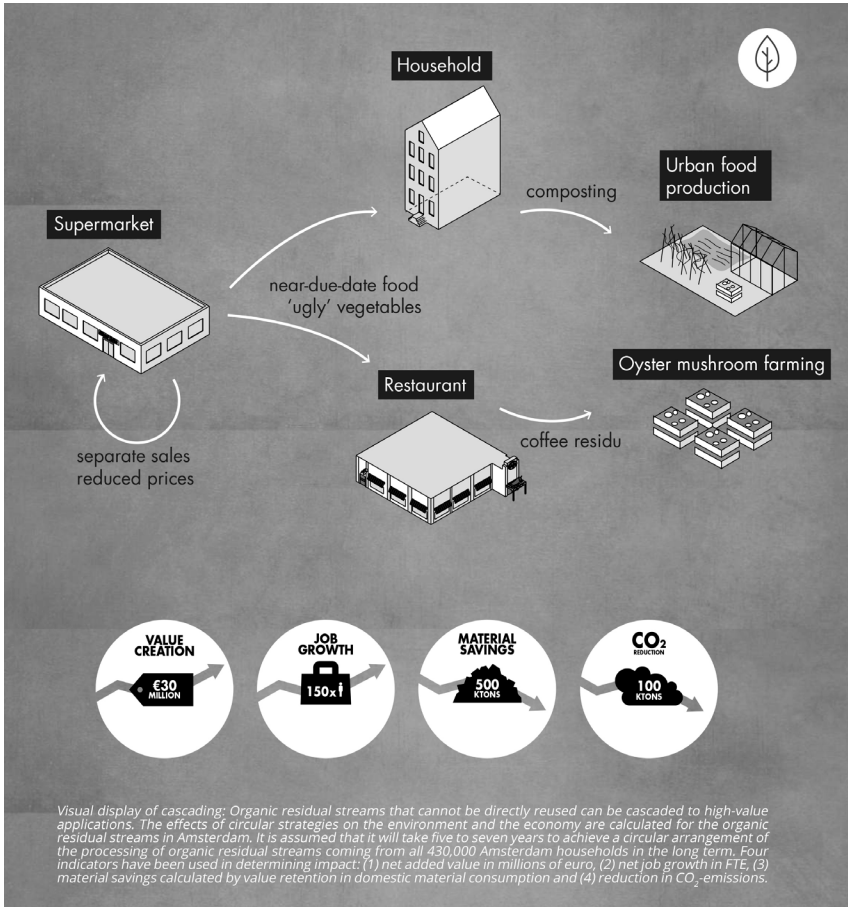 Household
Urban food
production
composting
Supermarket
near-due-date food
'ugly' vegetables
Oyster mushroom farming
Restaurant
coffee residu
separate sales
reduced prices
VALUE
CREATION
€30
MILLION
JOB
GROWTH
150x
MATERIAL
SAVINGS
500
KTONS
CO2
REDUCTION
100
KTONS
Visual display of cascading: Organic residual streams that cannot be directly reused can be cascaded to high-value
applications. The effects of circular strategies on the environment and the economy are calculated for the organic
residual streams in Amsterdam. It is assumed that it will take five to seven years to achieve a circular arrangement of
the processing of organic residual streams coming from all 430,000 Amsterdam households in the long term. Four
indicators have been used in determining impact: (1) net added value in millions of euro, (2) net job growth in FTE, (3)
material savings calculated by value retention in domestic material consumption and (4) reduction in CO2-emissions.